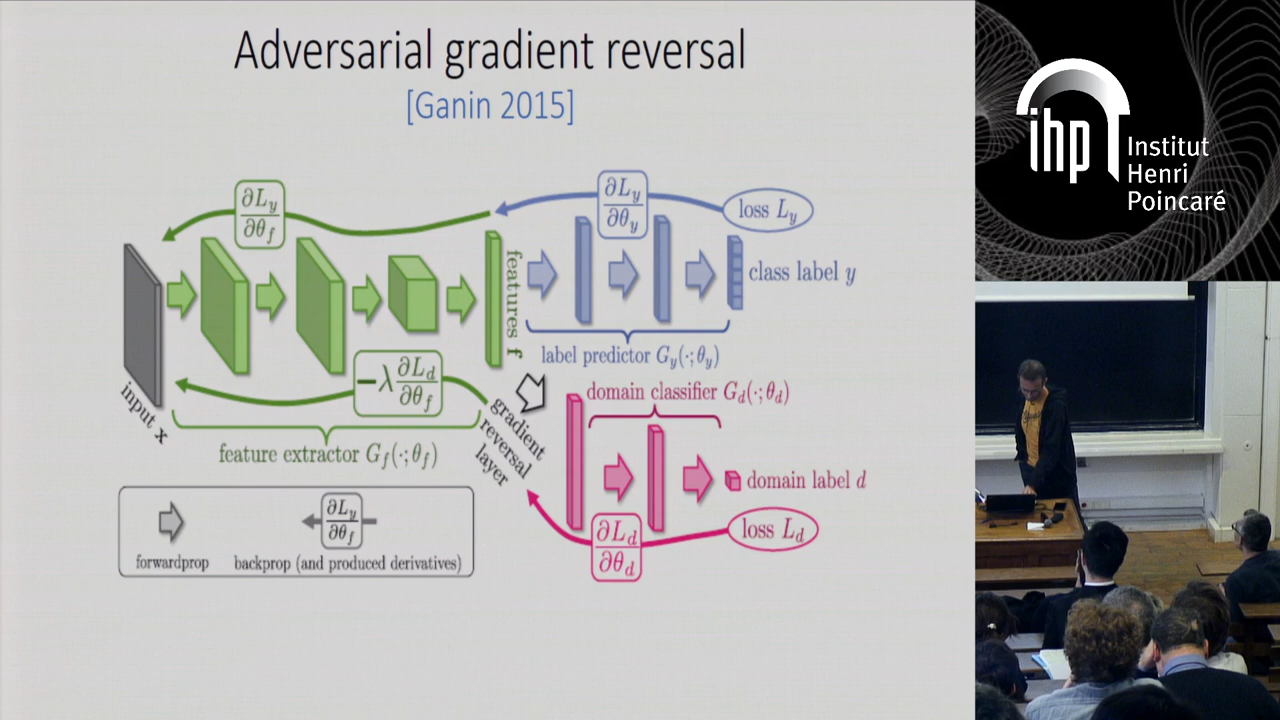 Adversarial gradient reversal
[Ganin 2015]
∂L_y
∂θ_f
∂L_y
∂θ_y
loss L_y
features f
class label y
label predictor G_y(·;θ_y)
−λ ∂L_d
∂θ_f
input x
feature extractor G_f(·;θ_f)
gradient
reversal
layer
domain classifier G_d(·;θ_d)
domain label d
∂L_d
∂θ_d
loss L_d
∂L_y
∂θ_f
forwardprop
backprop (and produced derivatives)
ihp
Institut
Henri
Poincaré